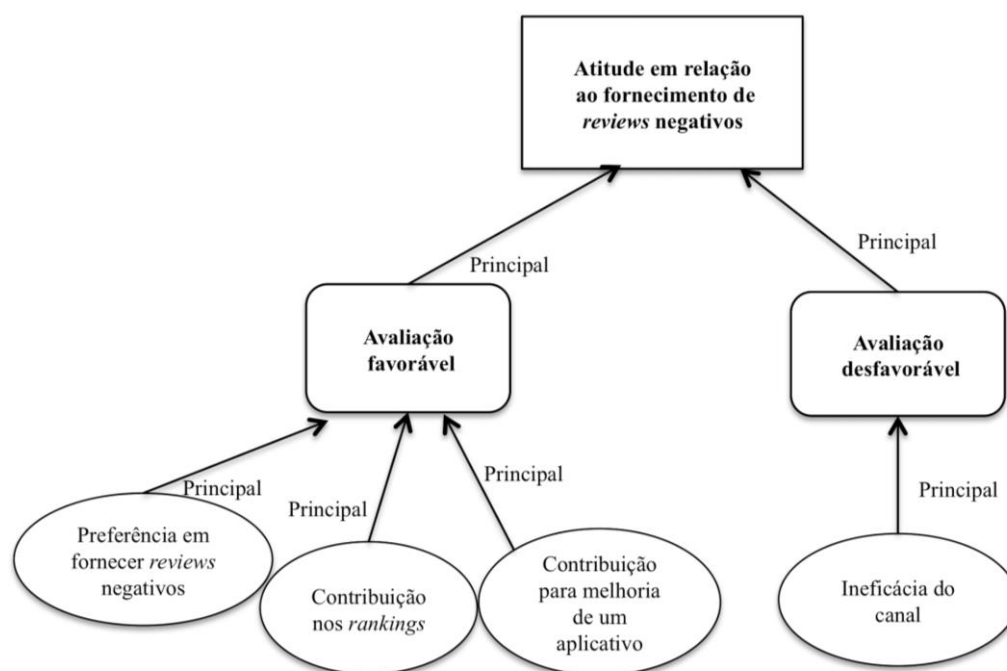 Atitude em relação
ao fornecimento de
reviews negativos
Principal
Principal
Avaliação
favorável
Avaliação
desfavorável
Principal
Principal
Principal
Principal
Preferência em
fornecer reviews
negativos
Contribuição
nos rankings
Contribuição
para melhoria
de um
aplicativo
Ineficácia do
canal